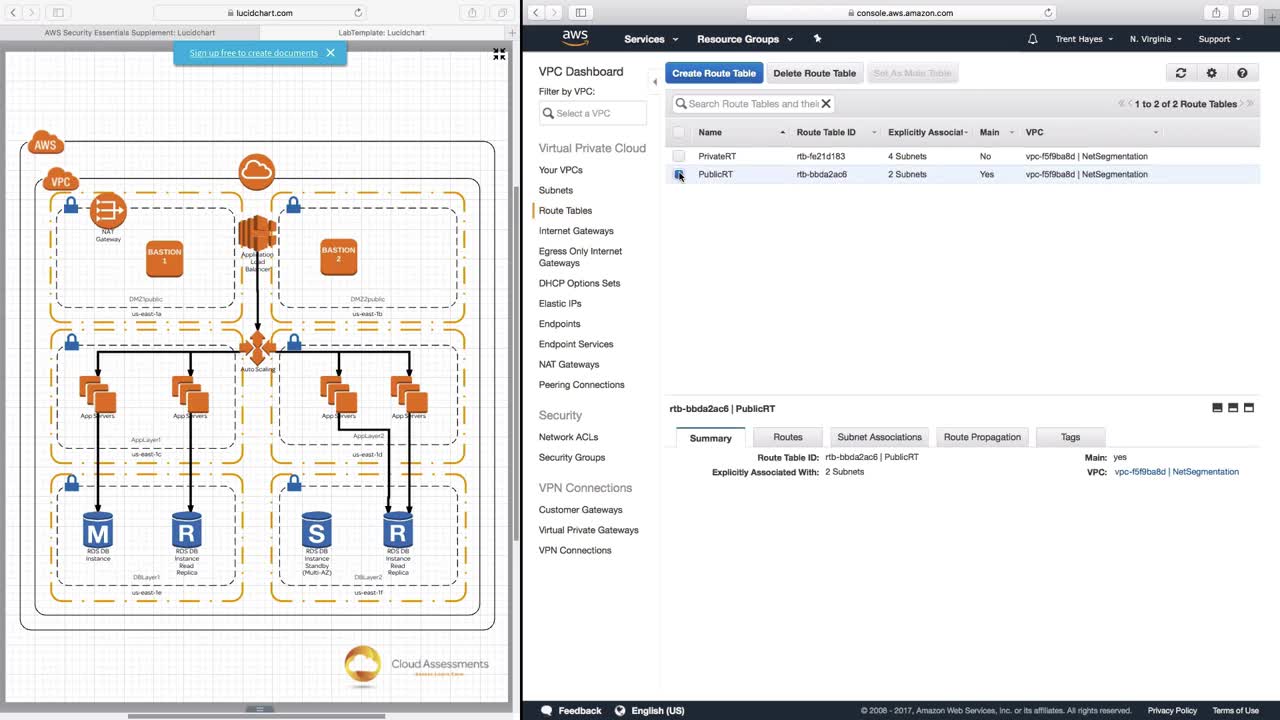 lucidchart.com
AWS Security Essentials Supplement: Lucidchart
LabTemplate: Lucidchart
Sign up free to create documents
AWS
VPC
NAT
Gateway
BASTION
1
Application
Load
Balancer
BASTION
2
DMZ1public
DMZ2public
us-east-1a
us-east-1b
Auto Scaling
App Servers
App Servers
App Servers
App Servers
AppLayer1
AppLayer2
us-east-1c
us-east-1d
M
R
S
R
RDS DB
Instance
RDS DB
Instance
Read
Replica
RDS DB
Instance
Standby
(Multi-AZ)
RDS DB
Instance
Read
Replica
DBLayer1
DBLayer2
us-east-1e
us-east-1f
Cloud Assessments
console.aws.amazon.com
aws
Services
Resource Groups
Trent Hayes
N. Virginia
Support
VPC Dashboard
Filter by VPC:
Select a VPC
Virtual Private Cloud
Your VPCs
Subnets
Route Tables
Internet Gateways
Egress Only Internet
Gateways
DHCP Options Sets
Elastic IPs
Endpoints
Endpoint Services
NAT Gateways
Peering Connections
Security
Network ACLs
Security Groups
VPN Connections
Customer Gateways
Virtual Private Gateways
VPN Connections
Create Route Table
Delete Route Table
Set As Main Table
Search Route Tables and thei
1 to 2 of 2 Route Tables
Name Route Table ID Explicitly Associat Main VPC
PrivateRT rtb-fe21d183 4 Subnets No vpc-f5f9ba8d | NetSegmentation
PublicRT rtb-bbda2ac6 2 Subnets Yes vpc-f5f9ba8d | NetSegmentation
rtb-bbda2ac6 | PublicRT
Summary Routes Subnet Associations Route Propagation Tags
Route Table ID: rtb-bbda2ac6 | PublicRT Main: yes
Explicitly Associated With: 2 Subnets VPC: vpc-f5f9ba8d | NetSegmentation
Feedback
English (US)
© 2008 - 2017, Amazon Web Services, Inc. or its affiliates. All rights reserved.
Privacy Policy
Terms of Use